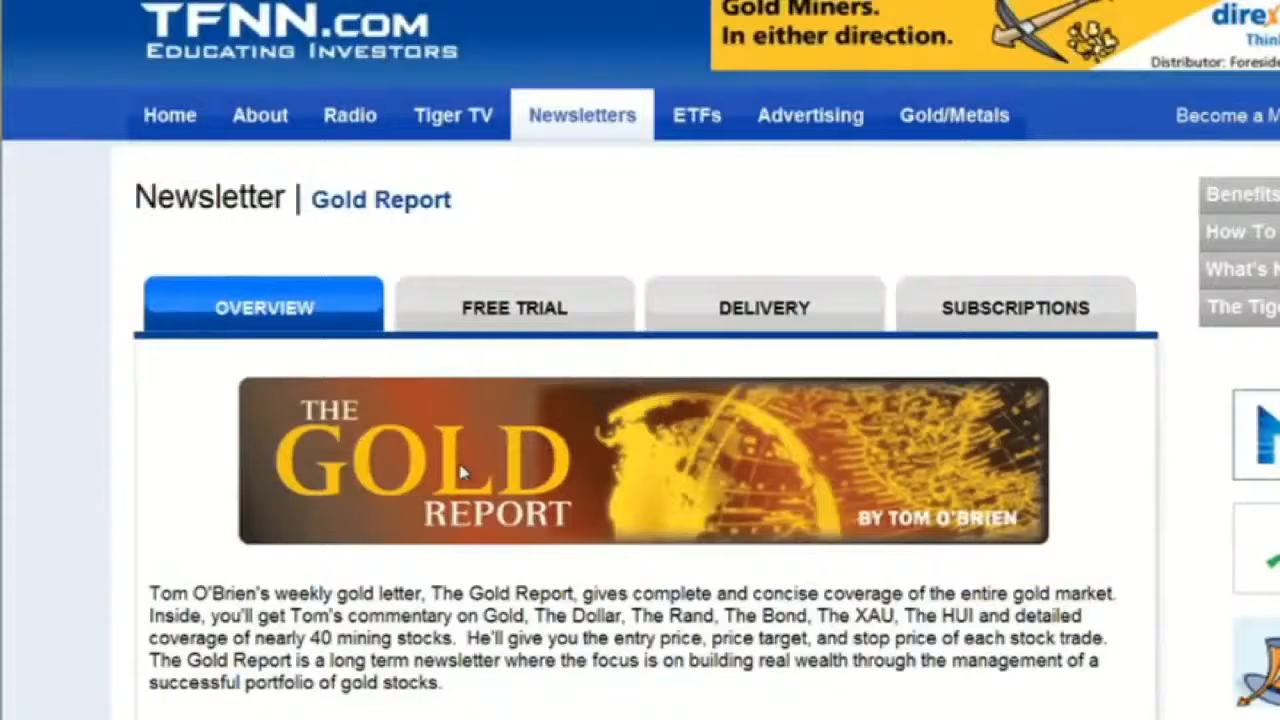 TFNN.COM
EDUCATING INVESTORS
Gold Miners.
In either direction.
Home About Radio Tiger TV Newsletters ETFs Advertising Gold/Metals
Newsletter | Gold Report
OVERVIEW FREE TRIAL DELIVERY SUBSCRIPTIONS
THE
GOLD
REPORT
BY TOM O'BRIEN
Tom O'Brien's weekly gold letter, The Gold Report, gives complete and concise coverage of the entire gold market.
Inside, you'll get Tom's commentary on Gold, The Dollar, The Rand, The Bond, The XAU, The HUI and detailed
coverage of nearly 40 mining stocks. He'll give you the entry price, price target, and stop price of each stock trade.
The Gold Report is a long term newsletter where the focus is on building real wealth through the management of a
successful portfolio of gold stocks.
Distributor:
Become a
Benefits
How To
What's
The